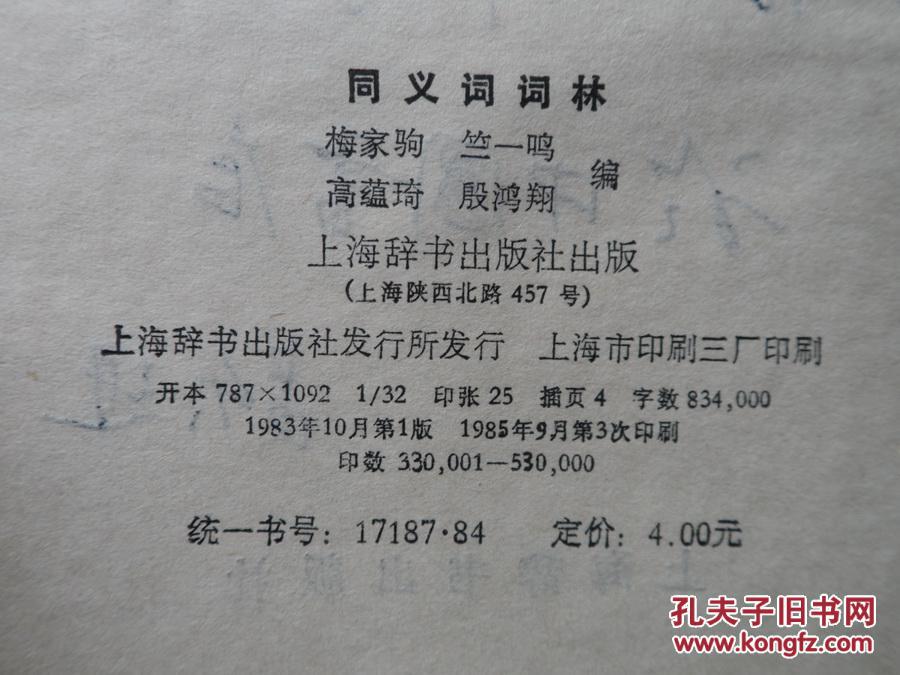 同义词词林
梅家驹 竺一鸣
高蕴琦 殷鸿翔 编
上海辞书出版社出版
(上海陕西北路 457 号)
上海辞书出版社发行所发行 上海市印刷三厂印刷
开本 787×1092 1/32 印张 25 插页 4 字数 834,000
1983年10月第1版 1985年9月第3次印刷
印数 330,001—530,000
统一书号: 17187·84 定价: 4.00元
孔夫子旧书网
www.kongfz.com